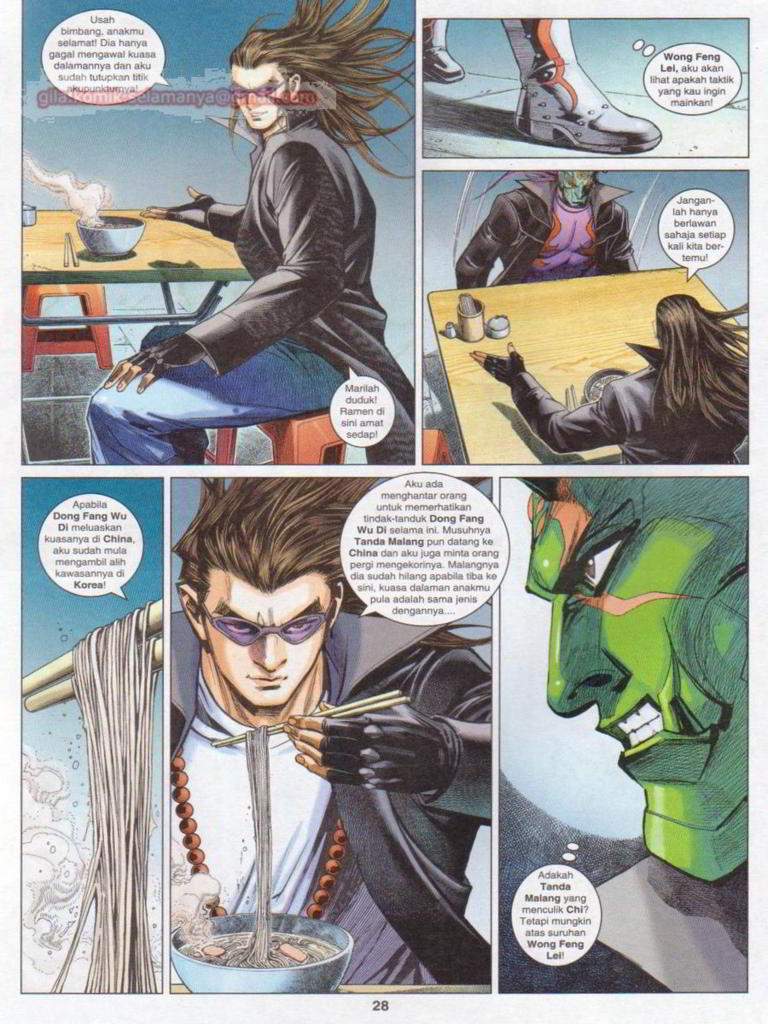 Usah
bimbang, anakmu
selamat! Dia hanya
gagal mengawal kuasa
dalamannya dan aku
sudah tutupkan titik
akupunkturnya!
gilakomik.selamanya@gmail.com
Wong Feng
Lei, aku akan
lihat apakah taktik
yang kau ingin
mainkan!
Jangan-
lah hanya
berlawan
sahaja setiap
kali kita ber-
temu!
Marilah
duduk!
Ramen di
sini amat
sedap!
Apabila
Dong Fang Wu
Di meluaskan
kuasanya di China,
aku sudah mula
mengambil alih
kawasannya di
Korea!
Aku ada
menghantar orang
untuk memerhatikan
tindak-tanduk Dong Fang
Wu Di selama ini. Musuhnya
Tanda Malang pun datang ke
China dan aku juga minta orang
pergi mengekorinya. Malangnya
dia sudah hilang apabila tiba ke
sini, kuasa dalaman anakmu
pula adalah sama jenis
dengannya....
Adakah
Tanda
Malang yang
menculik Chi?
Tetapi mungkin
atas suruhan
Wong Feng
Lei!
28